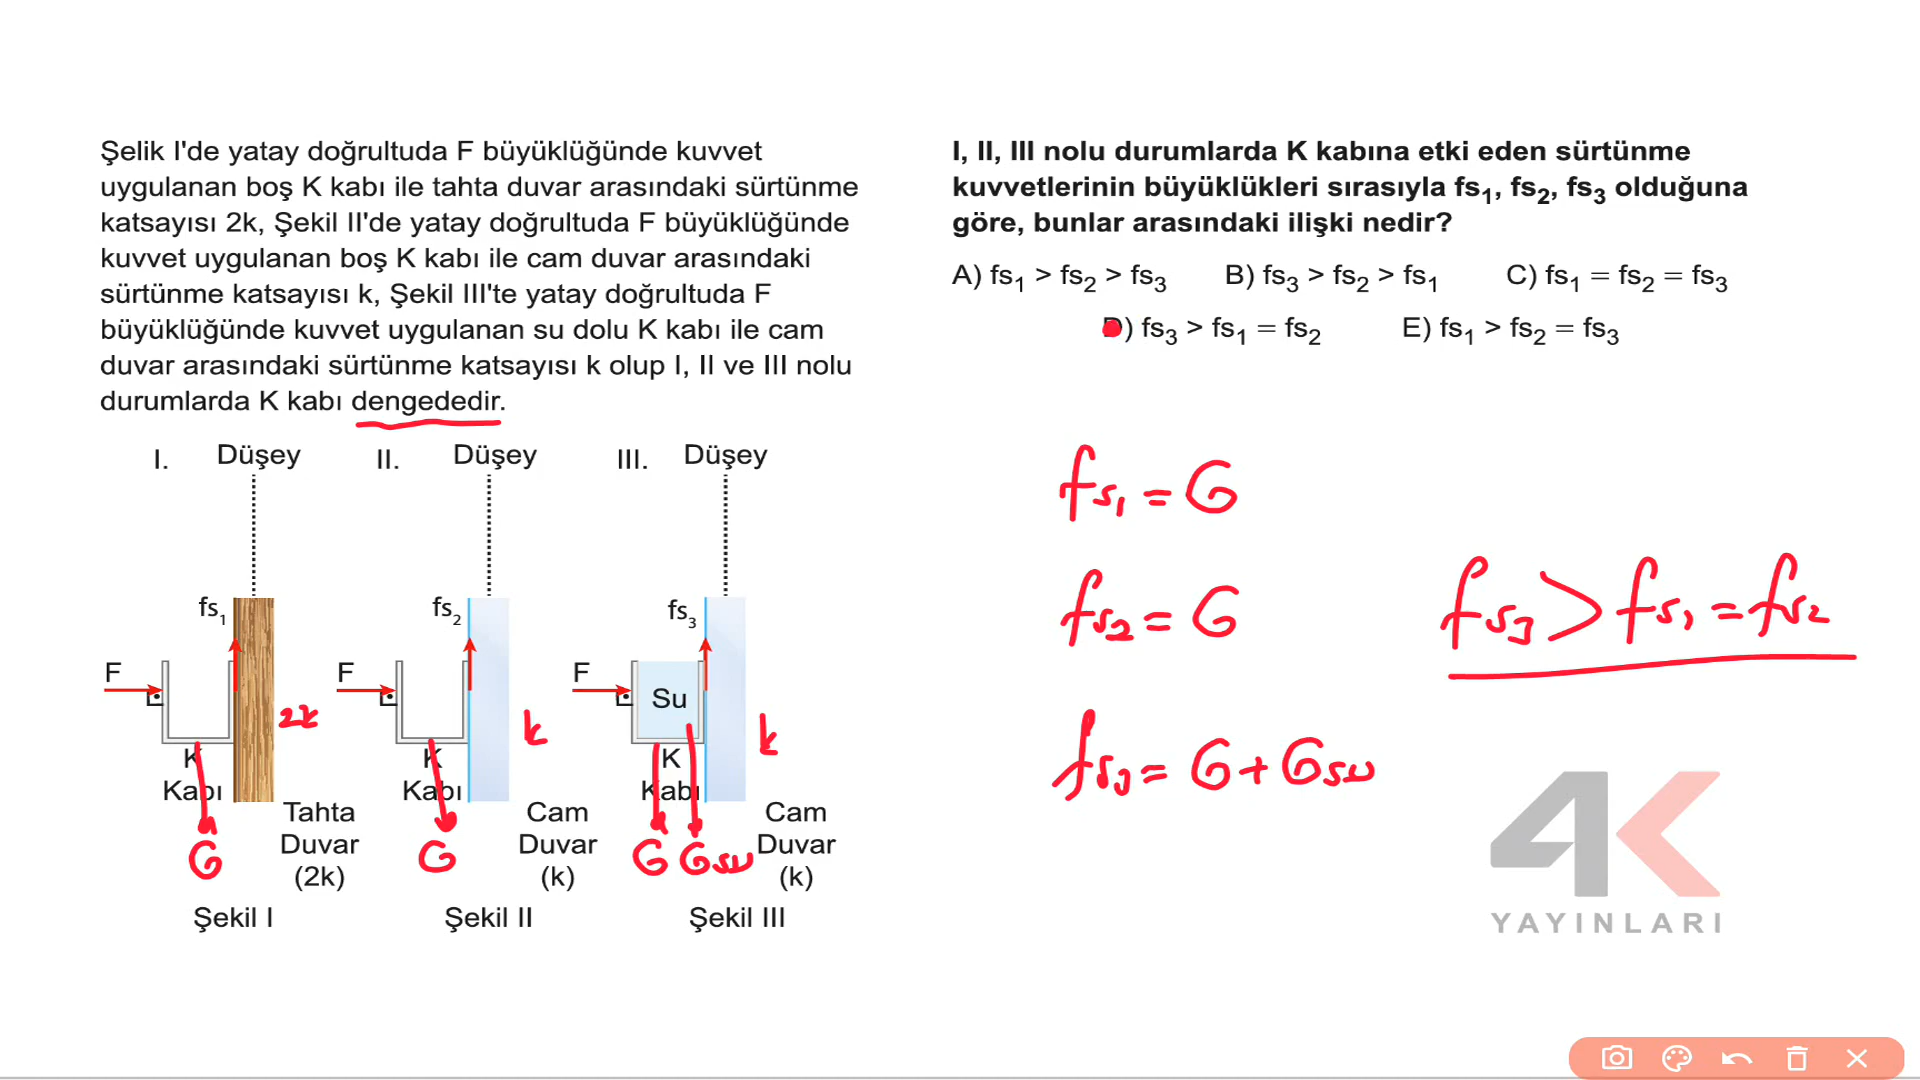 Şelik I'de yatay doğrultuda F büyüklüğünde kuvvet
uygulanan boş K kabı ile tahta duvar arasındaki sürtünme
katsayısı 2k, Şekil II'de yatay doğrultuda F büyüklüğünde
kuvvet uygulanan boş K kabı ile cam duvar arasındaki
sürtünme katsayısı k, Şekil III'te yatay doğrultuda F
büyüklüğünde kuvvet uygulanan su dolu K kabı ile cam
duvar arasındaki sürtünme katsayısı k olup I, II ve III nolu
durumlarda K kabı dengededir.
I. Düşey
fs₁
F
2k
K
Kabı
G
Tahta
Duvar
(2k)
Şekil I
II. Düşey
fs₂
F
k
K
Kabı
G
Cam
Duvar
(k)
Şekil II
III. Düşey
fs₃
F
Su
k
K
Kabı
G Gsu
Cam
Duvar
(k)
Şekil III
I, II, III nolu durumlarda K kabına etki eden sürtünme
kuvvetlerinin büyüklükleri sırasıyla fs₁, fs₂, fs₃ olduğuna
göre, bunlar arasındaki ilişki nedir?
A) fs₁ > fs₂ > fs₃ B) fs₃ > fs₂ > fs₁ C) fs₁ = fs₂ = fs₃
D) fs₃ > fs₁ = fs₂ E) fs₁ > fs₂ = fs₃
fs₁ = G
fs₂ = G
fs₃ = G + Gsu
fs₃ > fs₁ = fs₂
4K
YAYINLARI